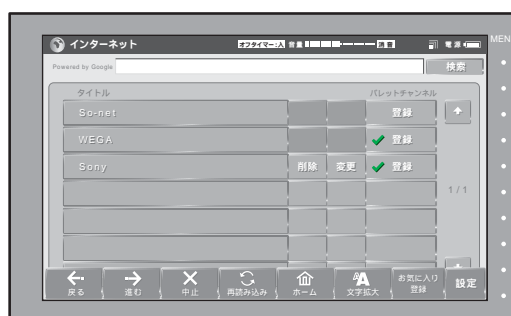 インターネット オフタイマー:入 音量 消音 電源
MEN
Powered by Google 検索
タイトル パレットチャンネル
So-net 登録
WEGA 登録
Sony 削除 変更 登録
1 / 1
戻る 進む 中止 再読み込み ホーム 文字拡大 お気に入り登録 設定